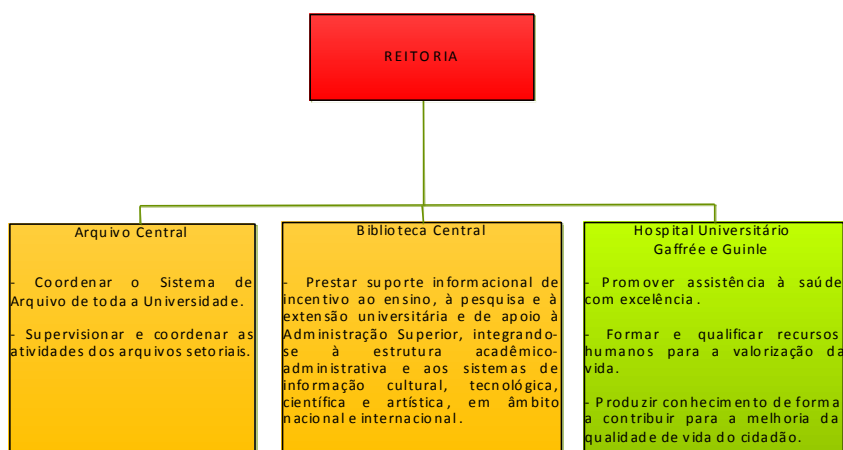 REITORIA
Arquivo Central
- Coordenar o Sistema de
Arquivo de toda a Universidade.
- Supervisionar e coordenar as
atividades dos arquivos setoriais.
Biblioteca Central
- Prestar suporte informacional de
incentivo ao ensino, à pesquisa e à
extensão universitária e de apoio à
Administração Superior, integrando-
se à estrutura acadêmico-
administrativa e aos sistemas de
informação cultural, tecnológica,
científica e artística, em âmbito
nacional e internacional.
Hospital Universitário
Gaffrée e Guinle
- Promover assistência à saúde
com excelência.
- Formar e qualificar recursos
humanos para a valorização da
vida.
- Produzir conhecimento de forma
a contribuir para a melhoria da
qualidade de vida do cidadão.